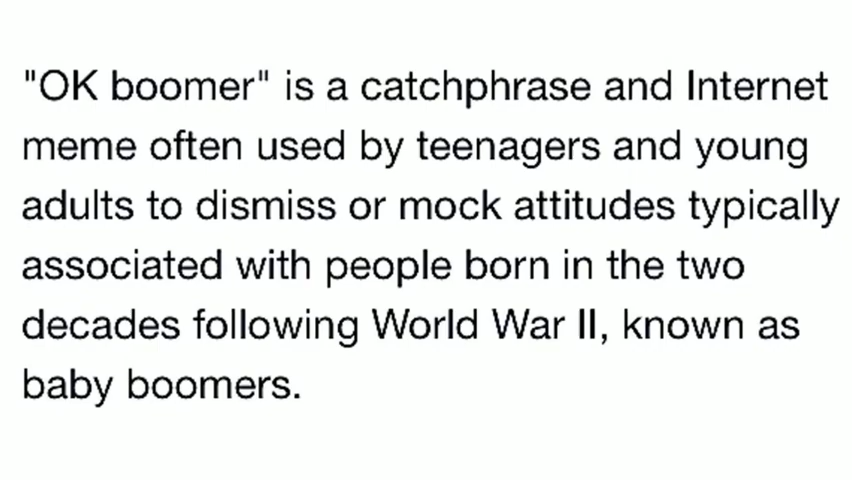 "OK boomer" is a catchphrase and Internet
meme often used by teenagers and young
adults to dismiss or mock attitudes typically
associated with people born in the two
decades following World War II, known as
baby boomers.